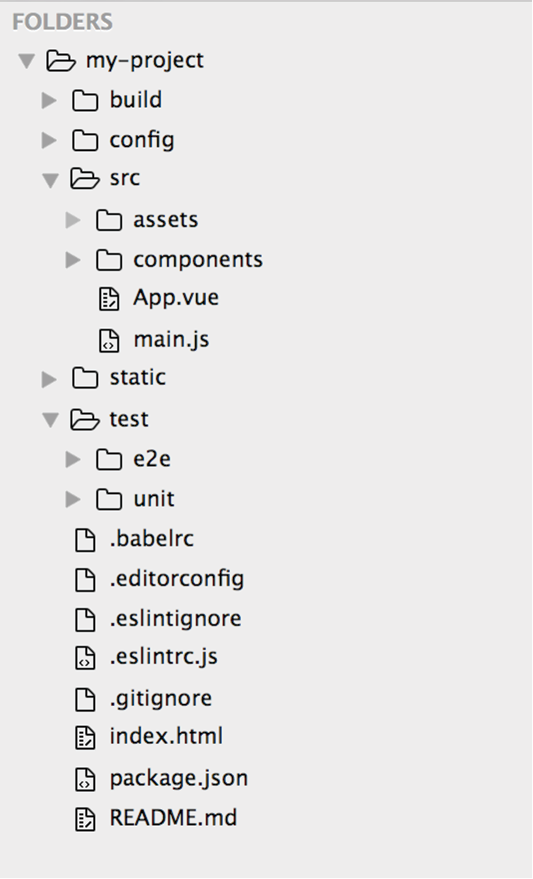 FOLDERS
my-project
build
config
src
assets
components
App.vue
main.js
static
test
e2e
unit
.babelrc
.editorconfig
.eslintignore
.eslintrc.js
.gitignore
index.html
package.json
README.md